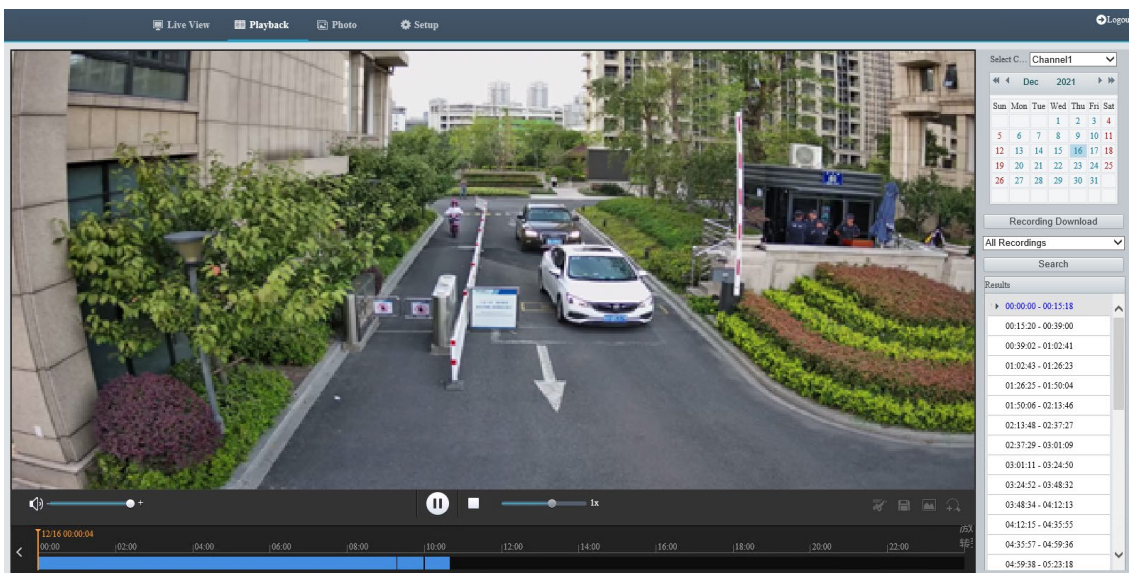 Live View
Playback
Photo
Setup
Logou
Select C...
Channel1
Dec 2021
Sun Mon Tue Wed Thu Fri Sat
1 2 3 4
5 6 7 8 9 10 11
12 13 14 15 16 17 18
19 20 21 22 23 24 25
26 27 28 29 30 31
Recording Download
All Recordings
Search
Results
00:00:00 - 00:15:18
00:15:20 - 00:39:00
00:39:02 - 01:02:41
01:02:43 - 01:26:23
01:26:25 - 01:50:04
01:50:06 - 02:13:46
02:13:48 - 02:37:27
02:37:29 - 03:01:09
03:01:11 - 03:24:50
03:24:52 - 03:48:32
03:48:34 - 04:12:13
04:12:15 - 04:35:55
04:35:57 - 04:59:36
04:59:38 - 05:23:18
+
1x
12/16 00:00:04
00:00 02:00 04:00 06:00 08:00 10:00 12:00 14:00 16:00 18:00 20:00 22:00